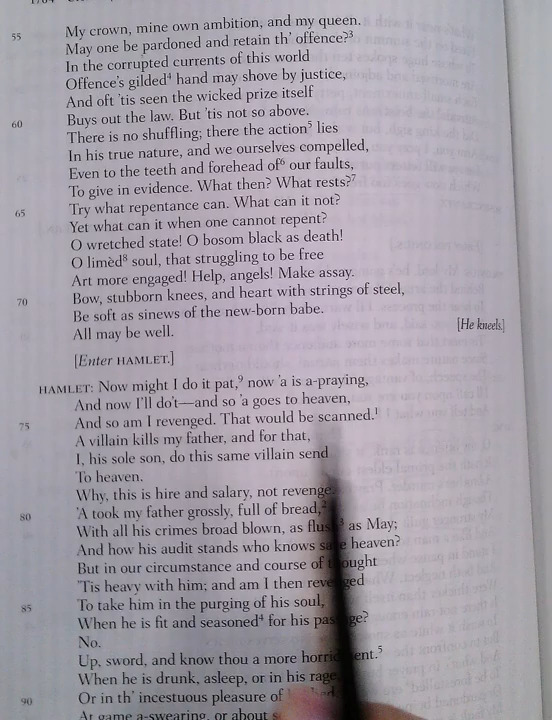 55 My crown, mine own ambition, and my queen.
May one be pardoned and retain th' offence?³
In the corrupted currents of this world
Offence's gilded⁴ hand may shove by justice,
And oft 'tis seen the wicked prize itself
60 Buys out the law. But 'tis not so above.
There is no shuffling; there the action⁵ lies
In his true nature, and we ourselves compelled,
Even to the teeth and forehead of⁶ our faults,
To give in evidence. What then? What rests?⁷
65 Try what repentance can. What can it not?
Yet what can it when one cannot repent?
O wretched state! O bosom black as death!
O limèd⁸ soul, that struggling to be free
Art more engaged! Help, angels! Make assay.
70 Bow, stubborn knees, and heart with strings of steel,
Be soft as sinews of the new-born babe.
All may be well. [He kneels.]
[Enter HAMLET.]
HAMLET: Now might I do it pat,⁹ now 'a is a-praying,
And now I'll do't—and so 'a goes to heaven,
75 And so am I revenged. That would be scanned.¹
A villain kills my father, and for that,
I, his sole son, do this same villain send
To heaven.
Why, this is hire and salary, not revenge.
80 'A took my father grossly, full of bread,²
With all his crimes broad blown, as as May;
And how his audit stands who knows heaven?
But in our circumstance and course of
'Tis heavy with him; and am I then
85 To take him in the purging of his soul,
When he is fit and seasoned⁴ for his
No.
Up, sword, and know thou a more
When he is drunk, asleep, or in his rage
90 Or in th' incestuous pleasure of
At game a-swearing, or about